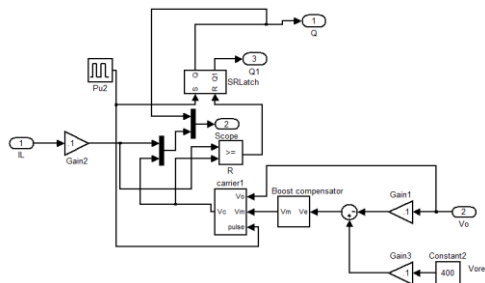 1
Q
3
Q1
Q Q1
S R
SRLatch
Pu2
2
Scope
1
IL
1
Gain2
>=
R
carrier1
Vo
Vc Vm
pulse
Boost compensator
Vm Ve
Gain1
.1
2
Vo
Gain3
.1
Constant2
400
Vore